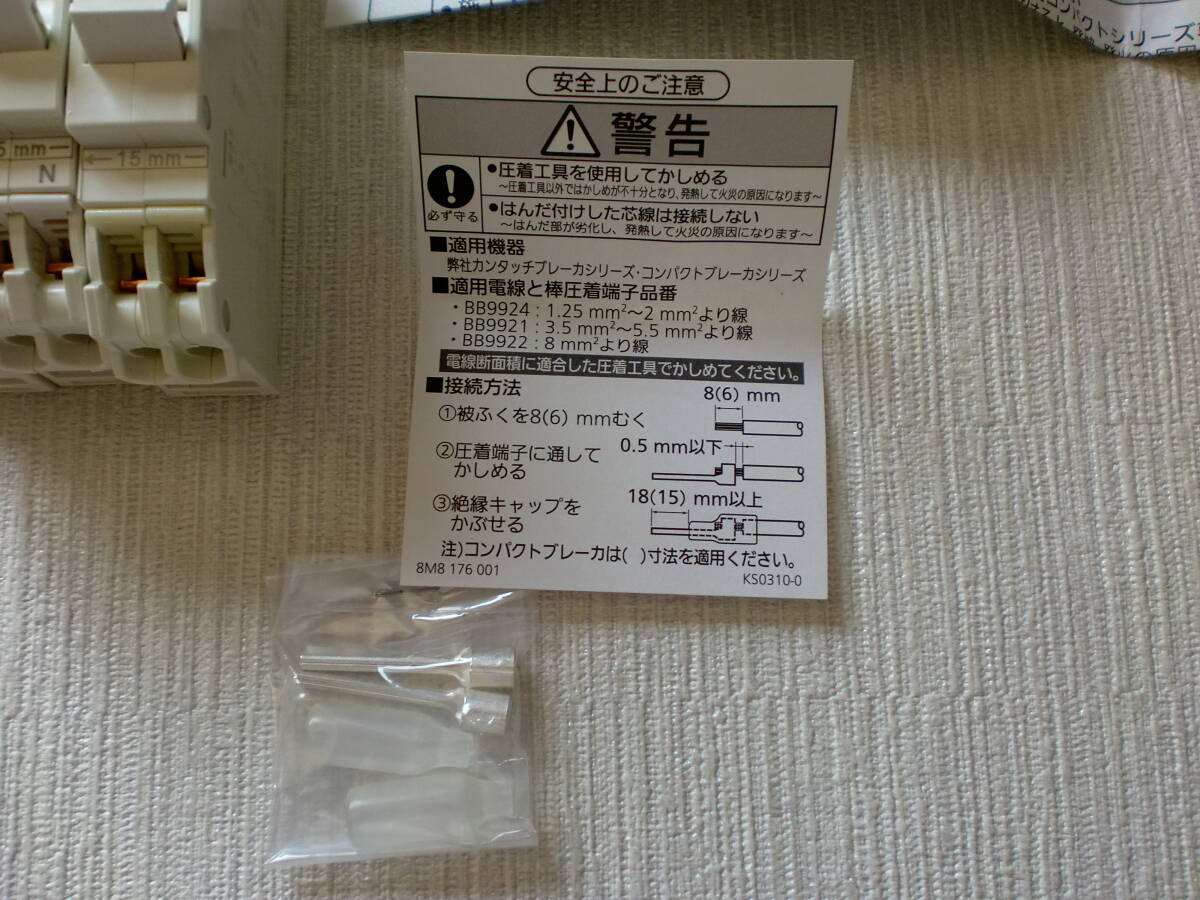 コンパクトシリーズ
5 mm
15 mm
N
安全上のご注意
警告
必ず守る
●圧着工具を使用してかしめる
～圧着工具以外ではかしめが不十分となり、発熱して火災の原因になります～
●はんだ付けした芯線は接続しない
～はんだ部が劣化し、発熱して火災の原因になります～
■適用機器
弊社カンタッチブレーカシリーズ・コンパクトブレーカシリーズ
■適用電線と棒圧着端子品番
・BB9924：1.25 mm²～2 mm²より線
・BB9921：3.5 mm²～5.5 mm²より線
・BB9922：8 mm²より線
電線断面積に適合した圧着工具でかしめてください。
■接続方法
8(6) mm
①被ふくを8(6) mmむく
0.5 mm以下
②圧着端子に通して
かしめる
18(15) mm以上
③絶縁キャップを
かぶせる
注)コンパクトブレーカは( )寸法を適用ください。
8M8 176 001
KS0310-0